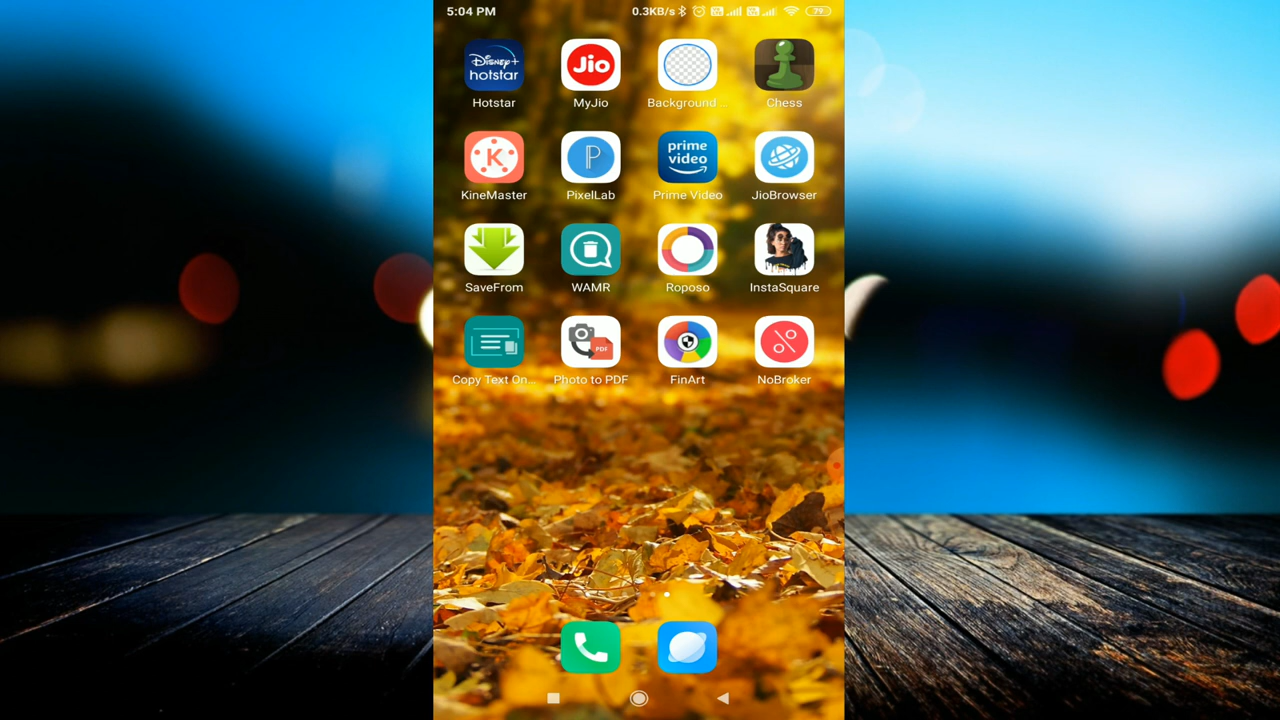 5:04 PM 0.3KB/s 79
Disney+
hotstar
Jio
Hotstar MyJio Background ... Chess
K P prime
video
KineMaster PixelLab Prime Video JioBrowser
SaveFrom WAMR Roposo InstaSquare
PDF
Copy Text On... Photo to PDF FinArt NoBroker